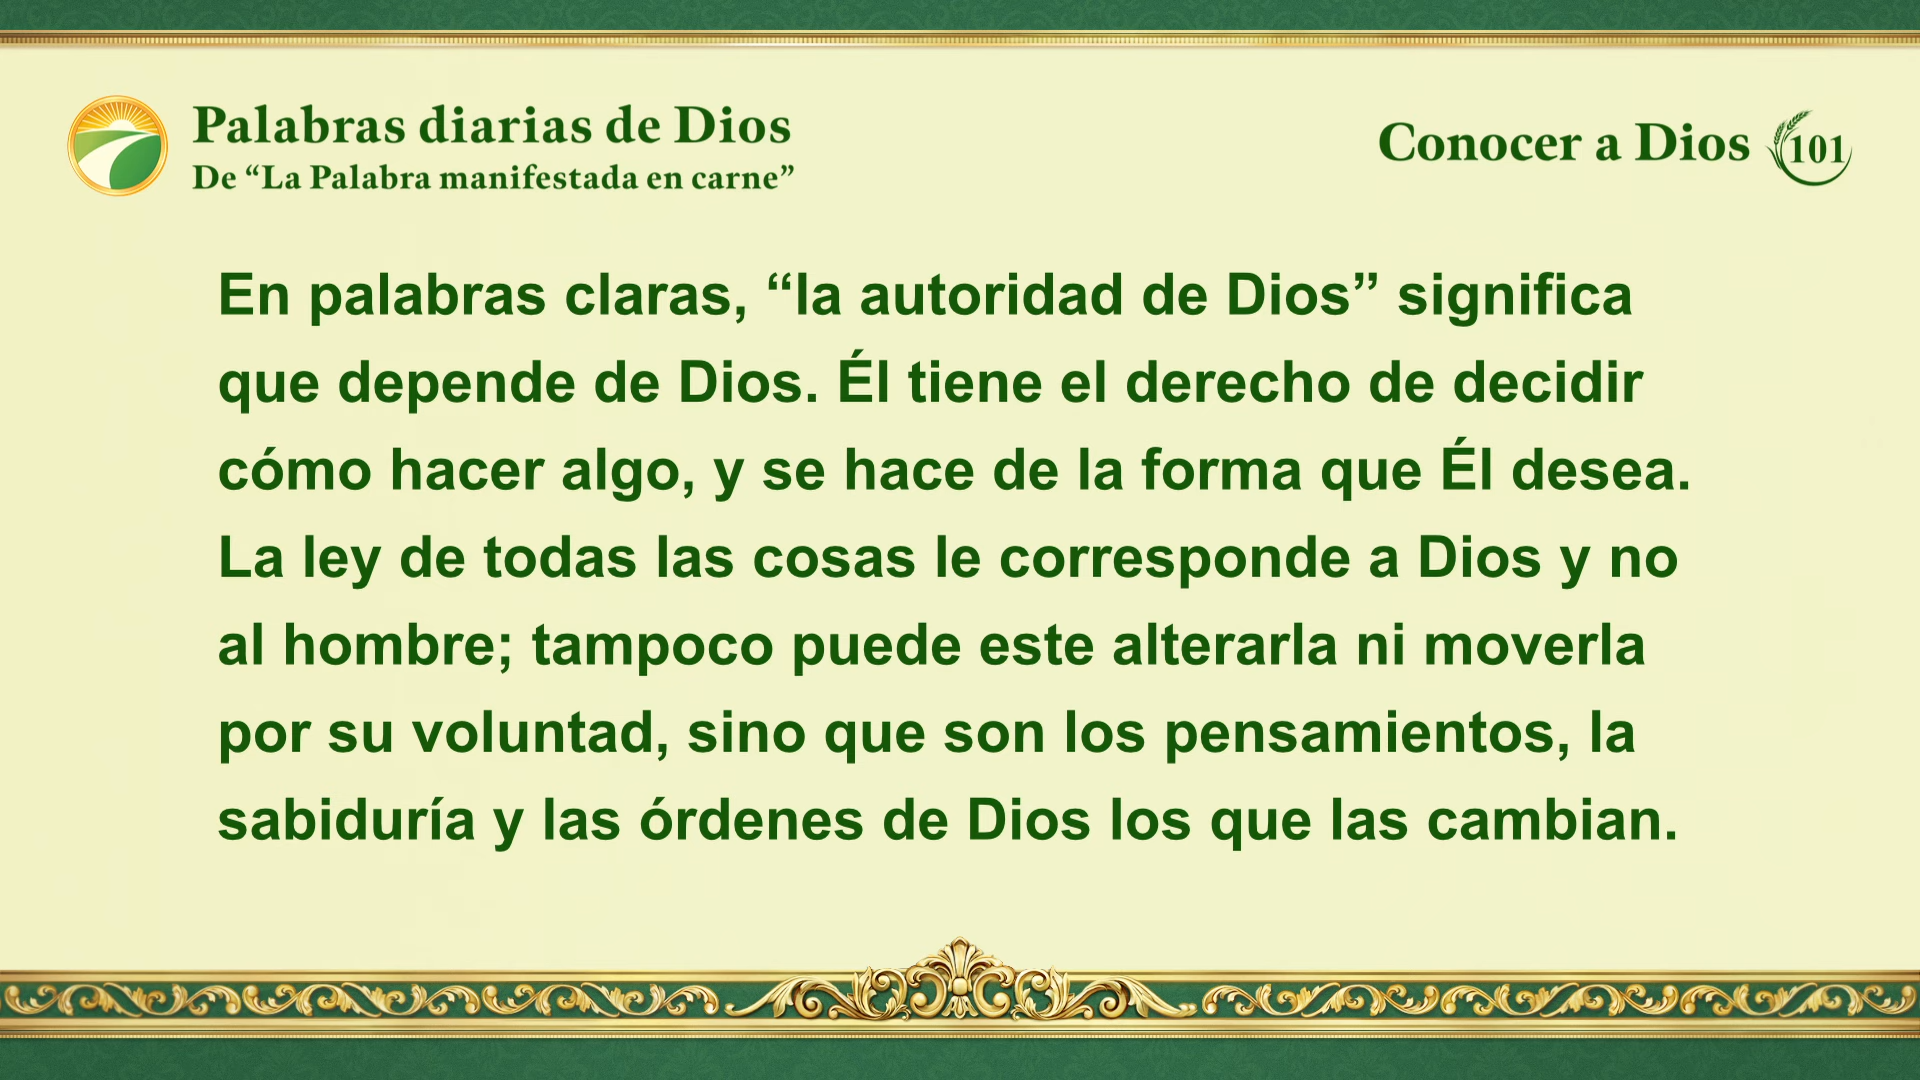 Palabras diarias de Dios
De “La Palabra manifestada en carne”
Conocer a Dios 101
En palabras claras, “la autoridad de Dios” significa
que depende de Dios. Él tiene el derecho de decidir
cómo hacer algo, y se hace de la forma que Él desea.
La ley de todas las cosas le corresponde a Dios y no
al hombre; tampoco puede este alterarla ni moverla
por su voluntad, sino que son los pensamientos, la
sabiduría y las órdenes de Dios los que las cambian.